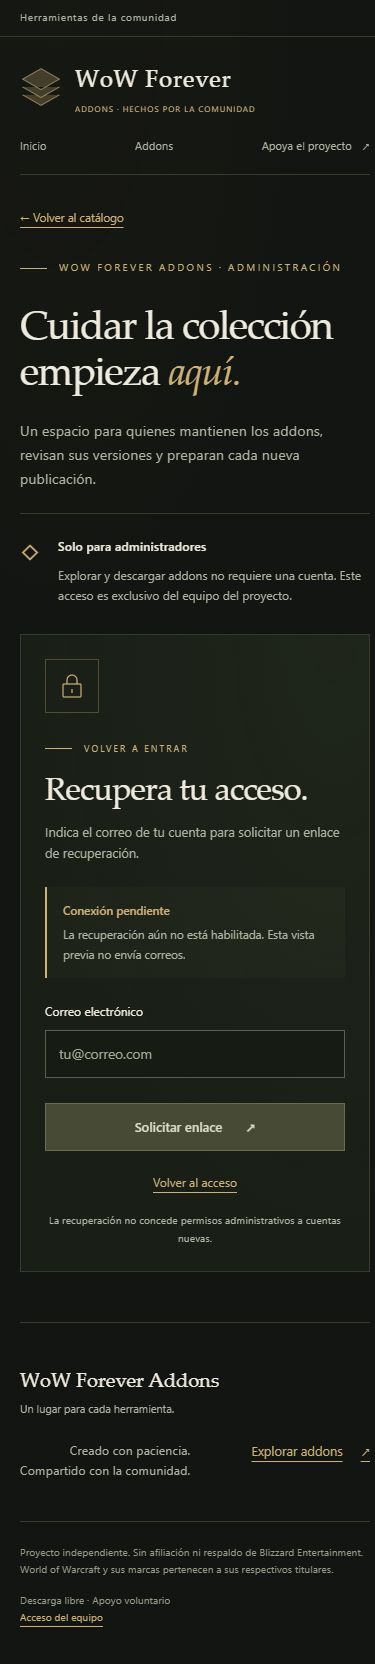 Herramientas de la comunidad
WoW Forever
ADDONS · HECHOS POR LA COMUNIDAD
Inicio
Addons
Apoya el proyecto ↗
← Volver al catálogo
WOW FOREVER ADDONS · ADMINISTRACIÓN
Cuidar la colección
empieza aquí.
Un espacio para quienes mantienen los addons,
revisan sus versiones y preparan cada nueva
publicación.
Solo para administradores
Explorar y descargar addons no requiere una cuenta. Este
acceso es exclusivo del equipo del proyecto.
VOLVER A ENTRAR
Recupera tu acceso.
Indica el correo de tu cuenta para solicitar un enlace
de recuperación.
Conexión pendiente
La recuperación aún no está habilitada. Esta vista
previa no envía correos.
Correo electrónico
tu@correo.com
Solicitar enlace ↗
Volver al acceso
La recuperación no concede permisos administrativos a cuentas
nuevas.
WoW Forever Addons
Un lugar para cada herramienta.
Creado con paciencia.
Compartido con la comunidad.
Explorar addons ↗
Proyecto independiente. Sin afiliación ni respaldo de Blizzard Entertainment.
World of Warcraft y sus marcas pertenecen a sus respectivos titulares.
Descarga libre · Apoyo voluntario
Acceso del equipo